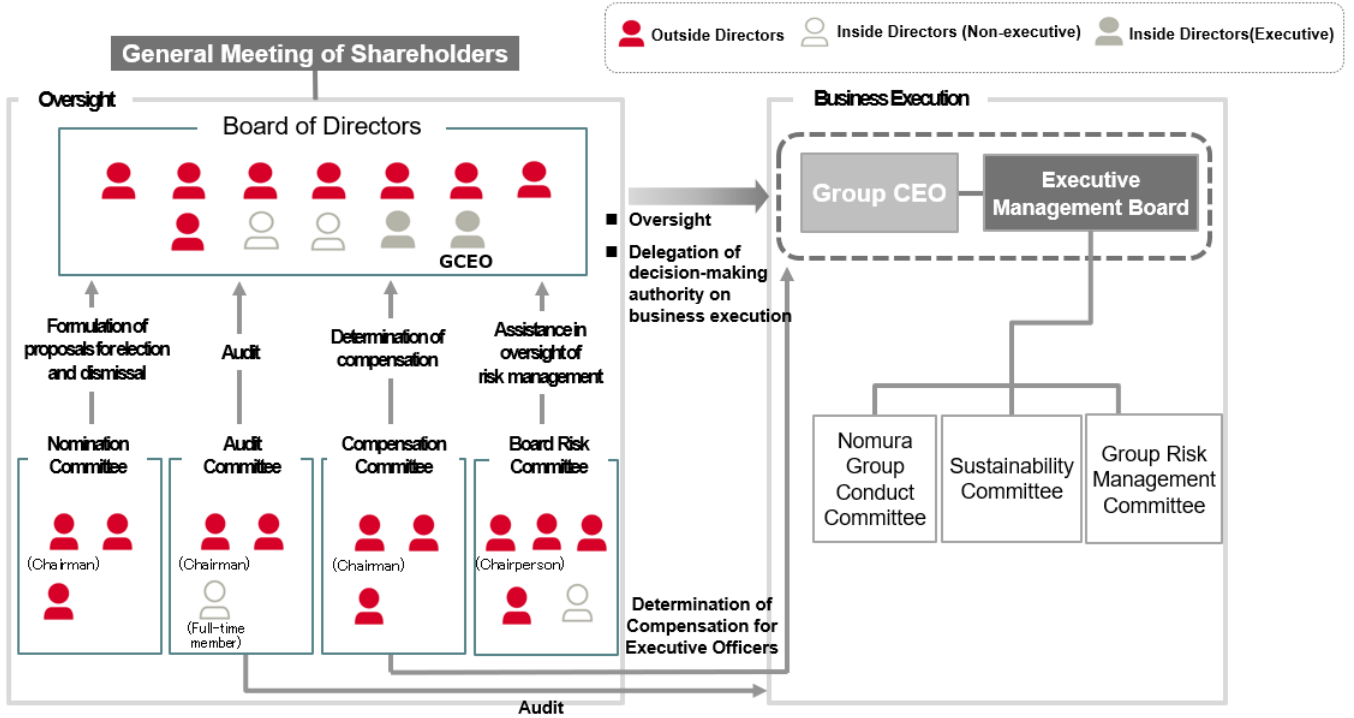 Outside Directors
Inside Directors (Non-executive)
Inside Directors(Executive)
General Meeting of Shareholders
Oversight
Board of Directors
GCEO
Formulation of
proposals for election
and dismissal
Audit
Determination of
compensation
Assistance in
oversight of
risk management
Nomination
Committee
(Chairman)
Audit
Committee
(Chairman)
(Full-time
member)
Compensation
Committee
(Chairman)
Board Risk
Committee
(Chairperson)
■ Oversight
■ Delegation of
decision-making
authority on
business execution
Determination of
Compensation for
Executive Officers
Audit
Business Execution
Group CEO
Executive
Management Board
Nomura
Group
Conduct
Committee
Sustainability
Committee
Group Risk
Management
Committee